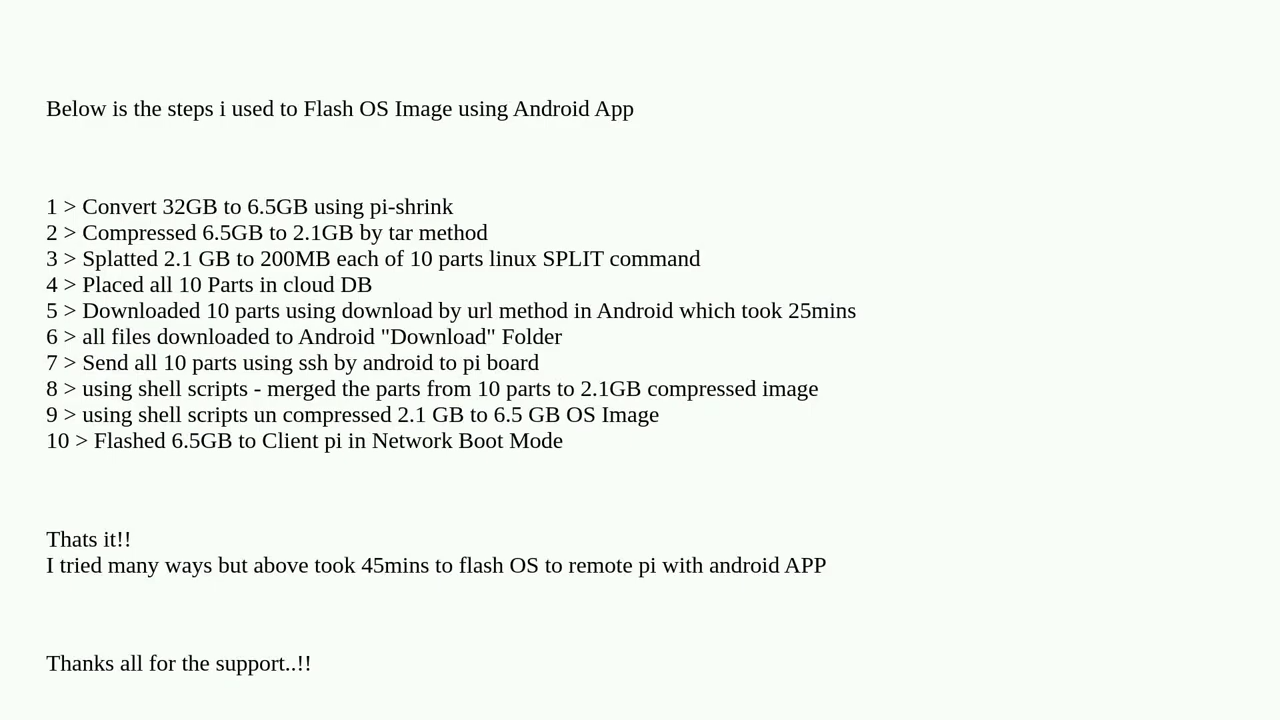 Below is the steps i used to Flash OS Image using Android App
1 > Convert 32GB to 6.5GB using pi-shrink
2 > Compressed 6.5GB to 2.1GB by tar method
3 > Splatted 2.1 GB to 200MB each of 10 parts linux SPLIT command
4 > Placed all 10 Parts in cloud DB
5 > Downloaded 10 parts using download by url method in Android which took 25mins
6 > all files downloaded to Android "Download" Folder
7 > Send all 10 parts using ssh by android to pi board
8 > using shell scripts - merged the parts from 10 parts to 2.1GB compressed image
9 > using shell scripts un compressed 2.1 GB to 6.5 GB OS Image
10 > Flashed 6.5GB to Client pi in Network Boot Mode
Thats it!!
I tried many ways but above took 45mins to flash OS to remote pi with android APP
Thanks all for the support..!!